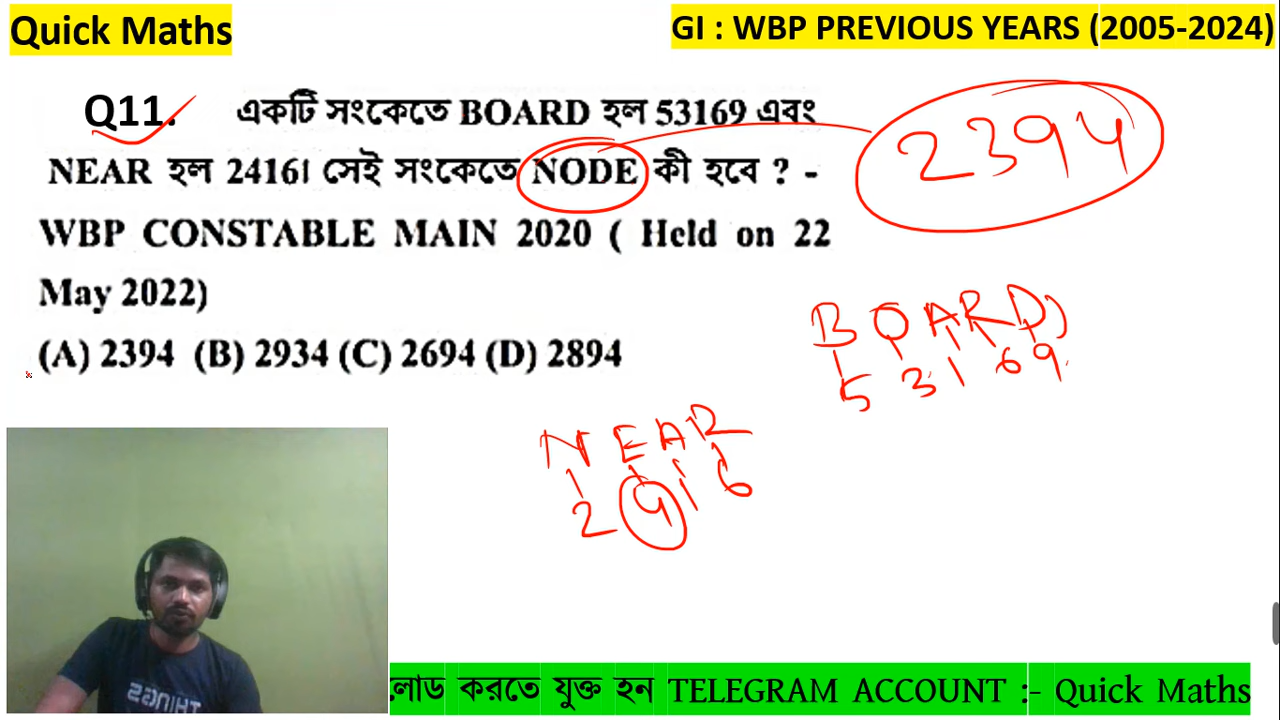 Quick Maths
GI : WBP PREVIOUS YEARS (2005-2024)
Q11. একটি সংকেতে BOARD হল 53169 এবং
NEAR হল 2416। সেই সংকেতে NODE কী হবে ? -
WBP CONSTABLE MAIN 2020 ( Held on 22
May 2022)
(A) 2394 (B) 2934 (C) 2694 (D) 2894
2394
BOARD
53169
NEAR
2416
লোড করতে যুক্ত হন TELEGRAM ACCOUNT :- Quick Maths